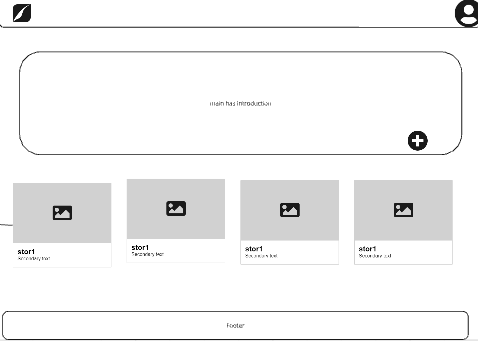 main has introduction
stor1
Secondary text
stor1
Secondary text
stor1
Secondary text
stor1
Secondary text
Footer